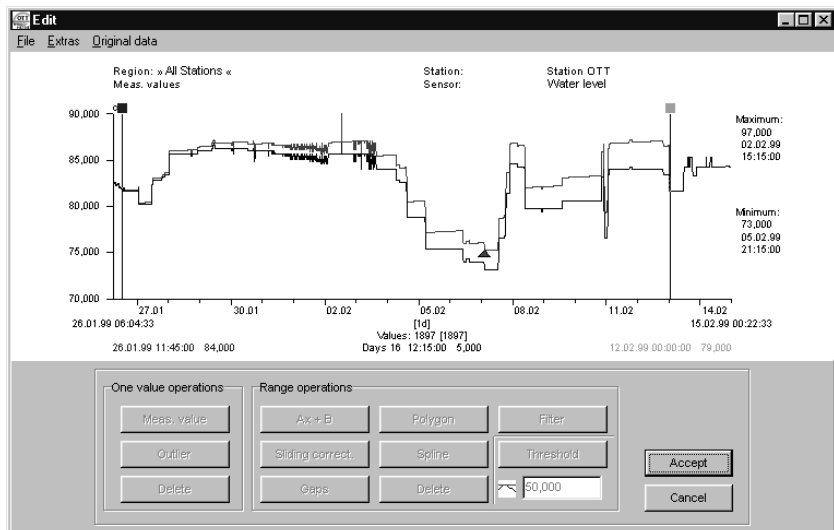 OTT
Edit
File Extras Original data
Region: » All Stations « Station: Station OTT
Meas. values Sensor: Water level
90,000
85,000
80,000
75,000
70,000
Maximum:
97,000
02.02.99
15:15:00
Minimum:
73,000
05.02.99
21:15:00
27.01 30.01 02.02 05.02 08.02 11.02 14.02
26.01.99 06:04:33 [1d] 15.02.99 00:22:33
Values: 1897 [1897]
26.01.99 11:45:00 84,000 Days 16 12:15:00 5,000 12.02.99 00:00:00 79,000
One value operations Range operations
Meas. value Ax + B Polygon Filter
Outlier Sliding correct. Spline Threshold
Delete Gaps Delete 50,000
Accept
Cancel